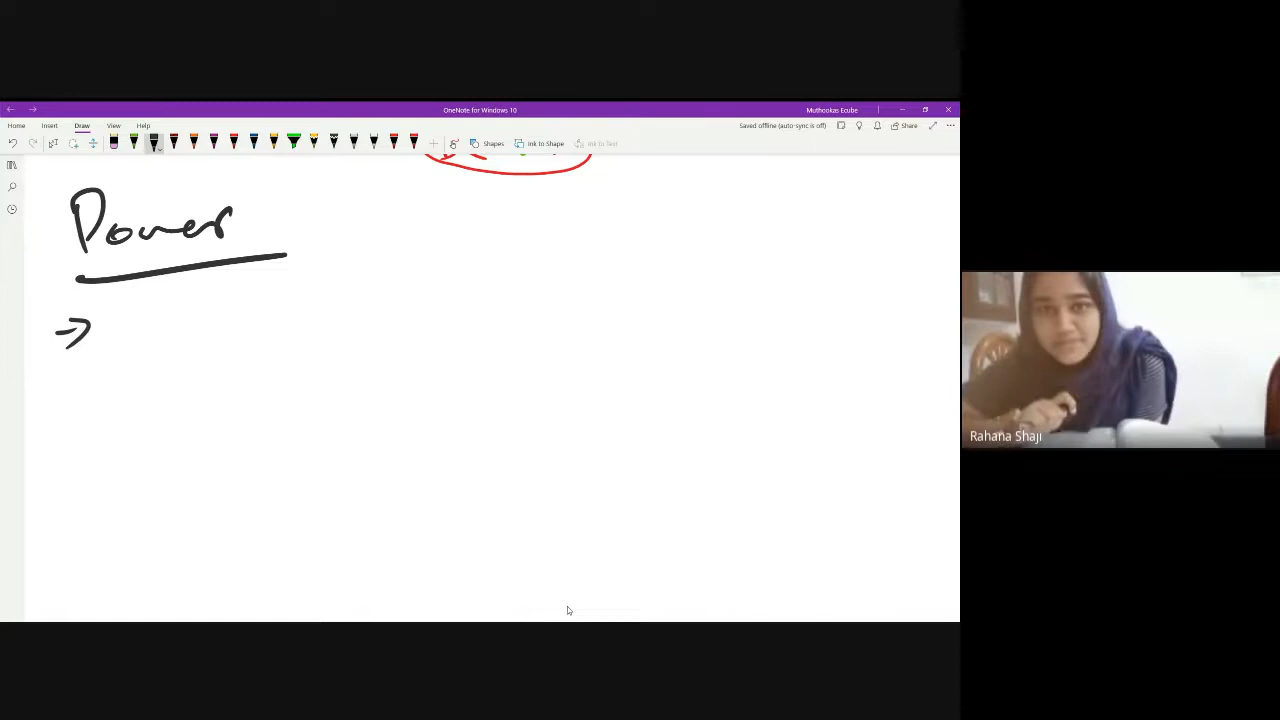 OneNote for Windows 10
Muthookas Ecube
Home Insert Draw View Help
Saved offline (auto-sync is off)
Share
Shapes
Ink to Shape
Ink to Text
Power
→
Rahana Shaji